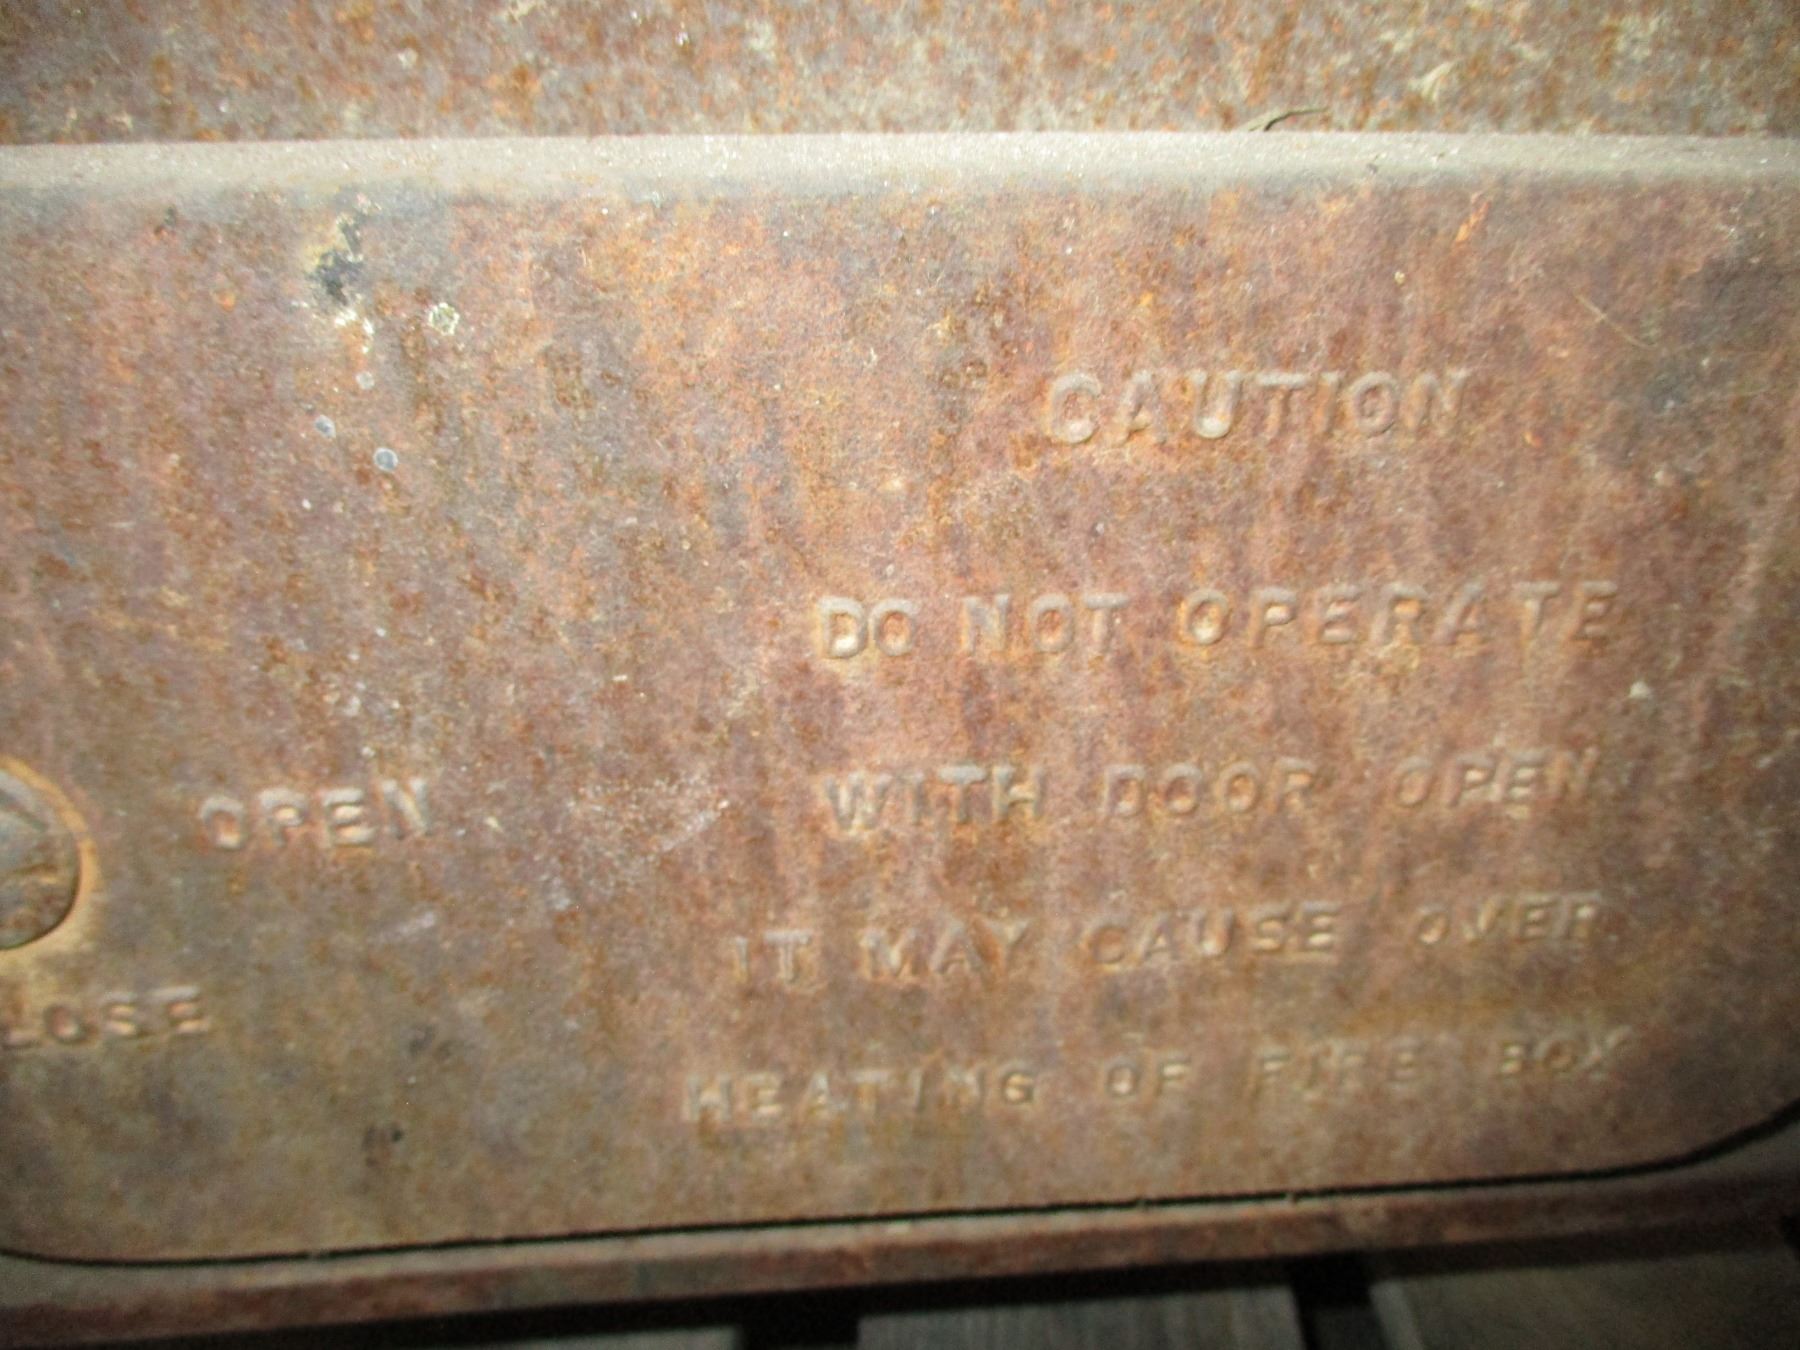 CAUTION
DO NOT OPERATE
WITH DOOR OPEN
IT MAY CAUSE OVER
HEATING OF FIRE BOX
OPEN
LOSE